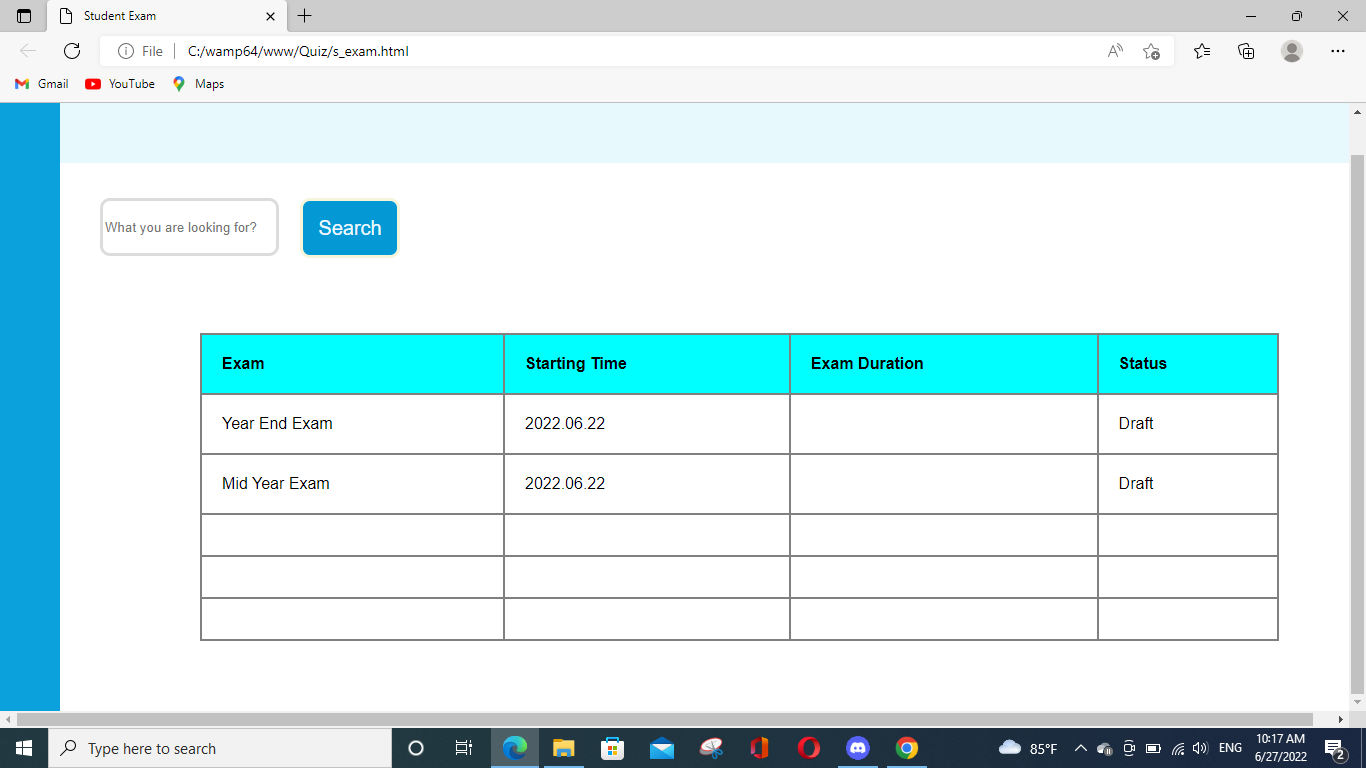 Student Exam
File C:/wamp64/www/Quiz/s_exam.html
Gmail YouTube Maps
What you are looking for? Search
Exam Starting Time Exam Duration Status
Year End Exam 2022.06.22 Draft
Mid Year Exam 2022.06.22 Draft
Type here to search 85°F ENG 10:17 AM
6/27/2022 2